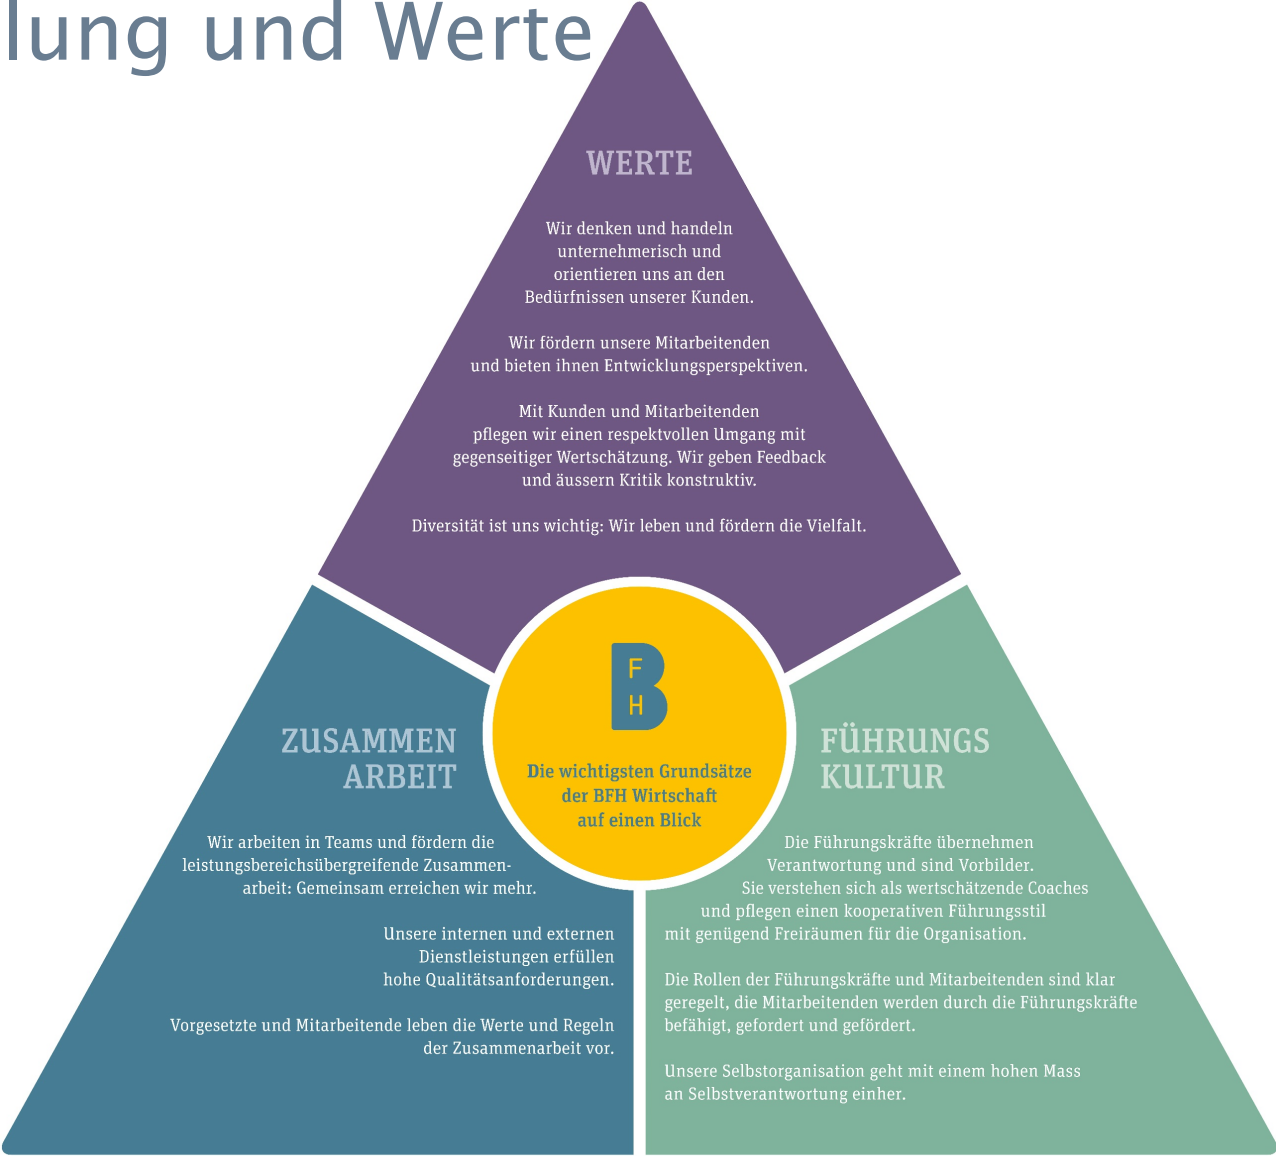 lung und Werte
WERTE
Wir denken und handeln
unternehmerisch und
orientieren uns an den
Bedürfnissen unserer Kunden.
Wir fördern unsere Mitarbeitenden
und bieten ihnen Entwicklungsperspektiven.
Mit Kunden und Mitarbeitenden
pflegen wir einen respektvollen Umgang mit
gegenseitiger Wertschätzung. Wir geben Feedback
und äussern Kritik konstruktiv.
Diversität ist uns wichtig: Wir leben und fördern die Vielfalt.
B
F
H
Die wichtigsten Grundsätze
der BFH Wirtschaft
auf einen Blick
ZUSAMMEN
ARBEIT
Wir arbeiten in Teams und fördern die
leistungsbereichsübergreifende Zusammen-
arbeit: Gemeinsam erreichen wir mehr.
Unsere internen und externen
Dienstleistungen erfüllen
hohe Qualitätsanforderungen.
Vorgesetzte und Mitarbeitende leben die Werte und Regeln
der Zusammenarbeit vor.
FÜHRUNGS
KULTUR
Die Führungskräfte übernehmen
Verantwortung und sind Vorbilder.
Sie verstehen sich als wertschätzende Coaches
und pflegen einen kooperativen Führungsstil
mit genügend Freiräumen für die Organisation.
Die Rollen der Führungskräfte und Mitarbeitenden sind klar
geregelt, die Mitarbeitenden werden durch die Führungskräfte
befähigt, gefordert und gefördert.
Unsere Selbstorganisation geht mit einem hohen Mass
an Selbstverantwortung einher.